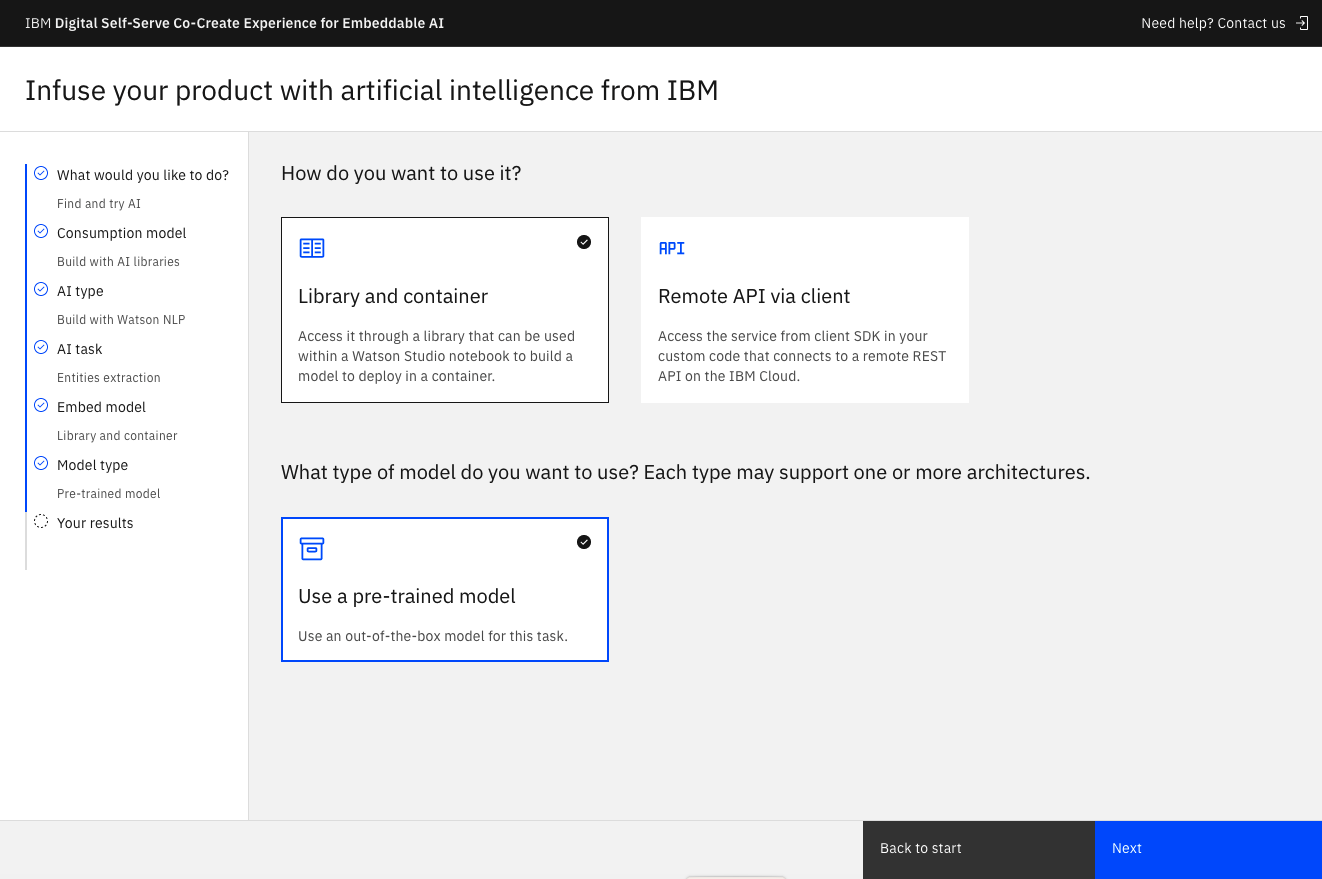 IBM Digital Self-Serve Co-Create Experience for Embeddable AI
Need help? Contact us
Infuse your product with artificial intelligence from IBM
What would you like to do?
Find and try AI
Consumption model
Build with AI libraries
AI type
Build with Watson NLP
AI task
Entities extraction
Embed model
Library and container
Model type
Pre-trained model
Your results
How do you want to use it?
Library and container
Access it through a library that can be used
within a Watson Studio notebook to build a
model to deploy in a container.
API
Remote API via client
Access the service from client SDK in your
custom code that connects to a remote REST
API on the IBM Cloud.
What type of model do you want to use? Each type may support one or more architectures.
Use a pre-trained model
Use an out-of-the-box model for this task.
Back to start
Next